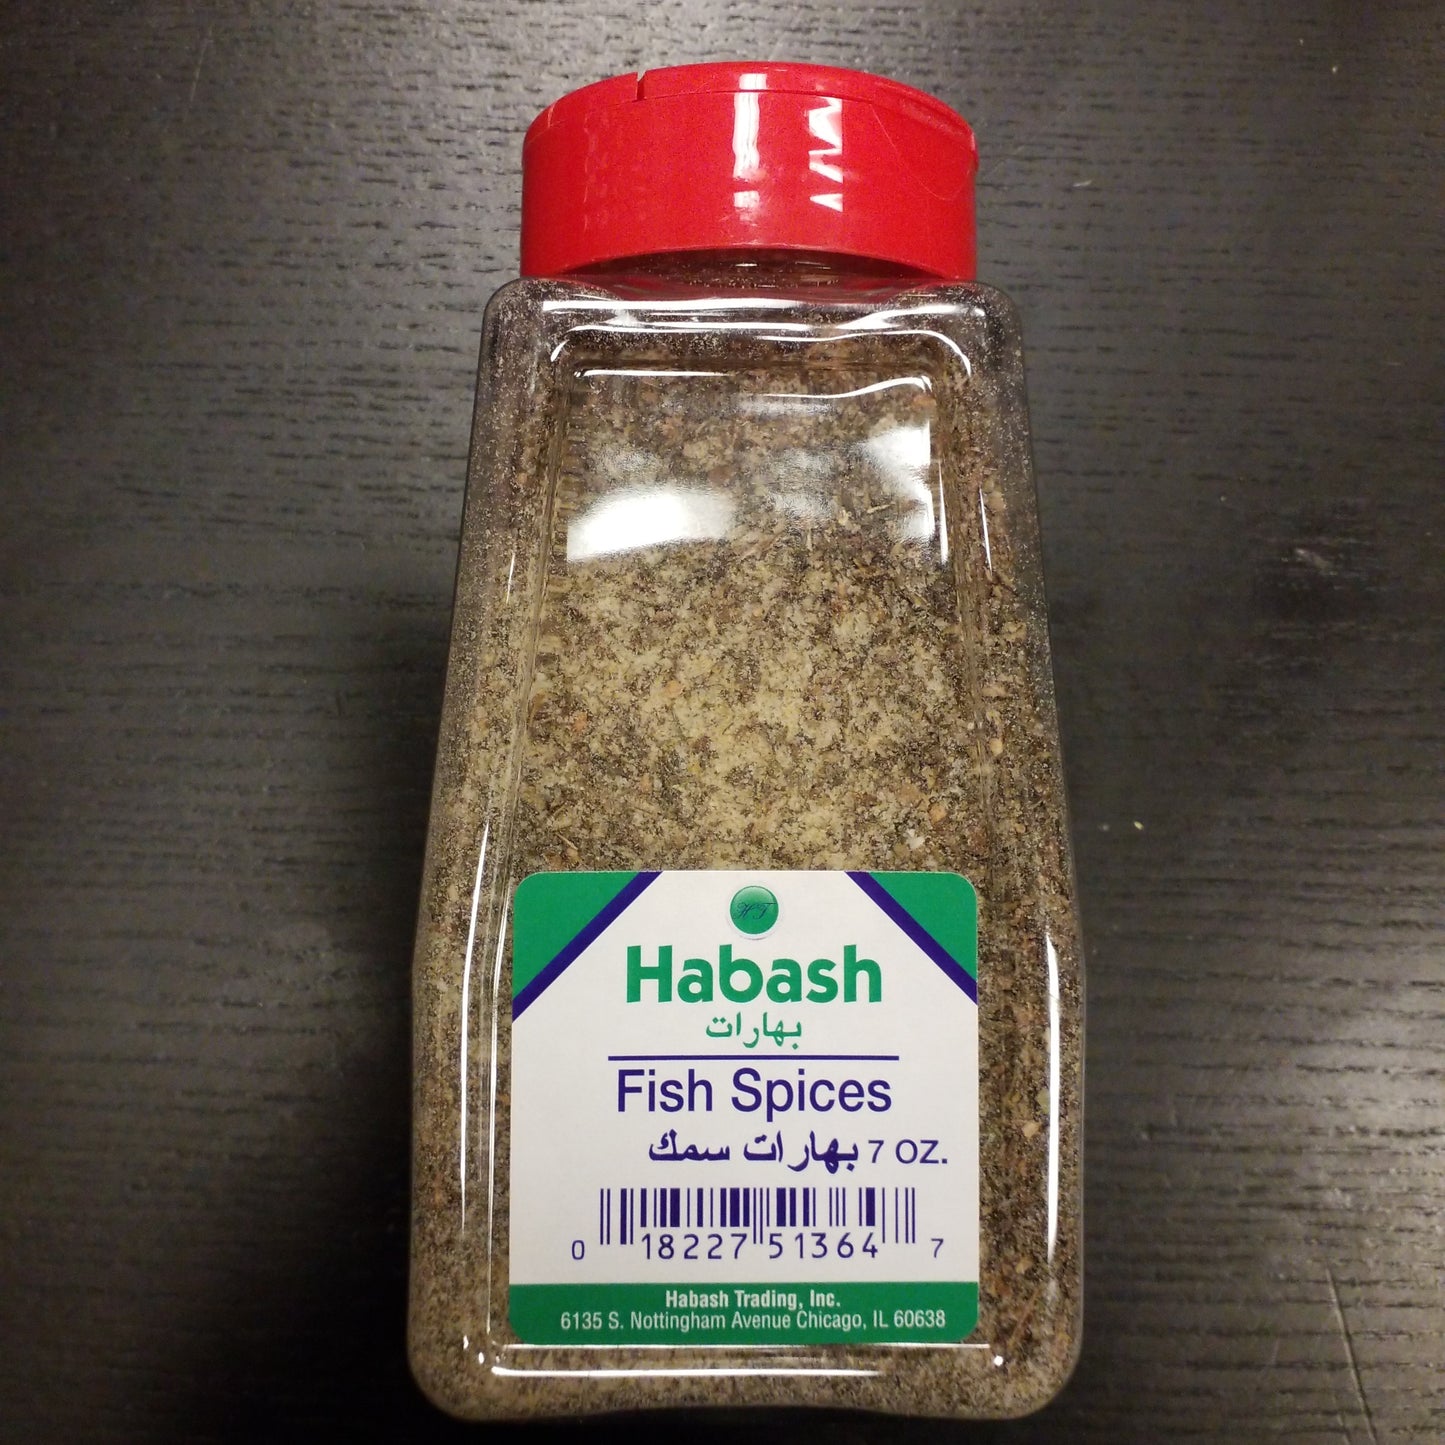 HT
Habash
بهارات
Fish Spices
بهارات سمك 7 OZ.
0 18227 51364 7
Habash Trading, Inc.
6135 S. Nottingham Avenue Chicago, IL 60638